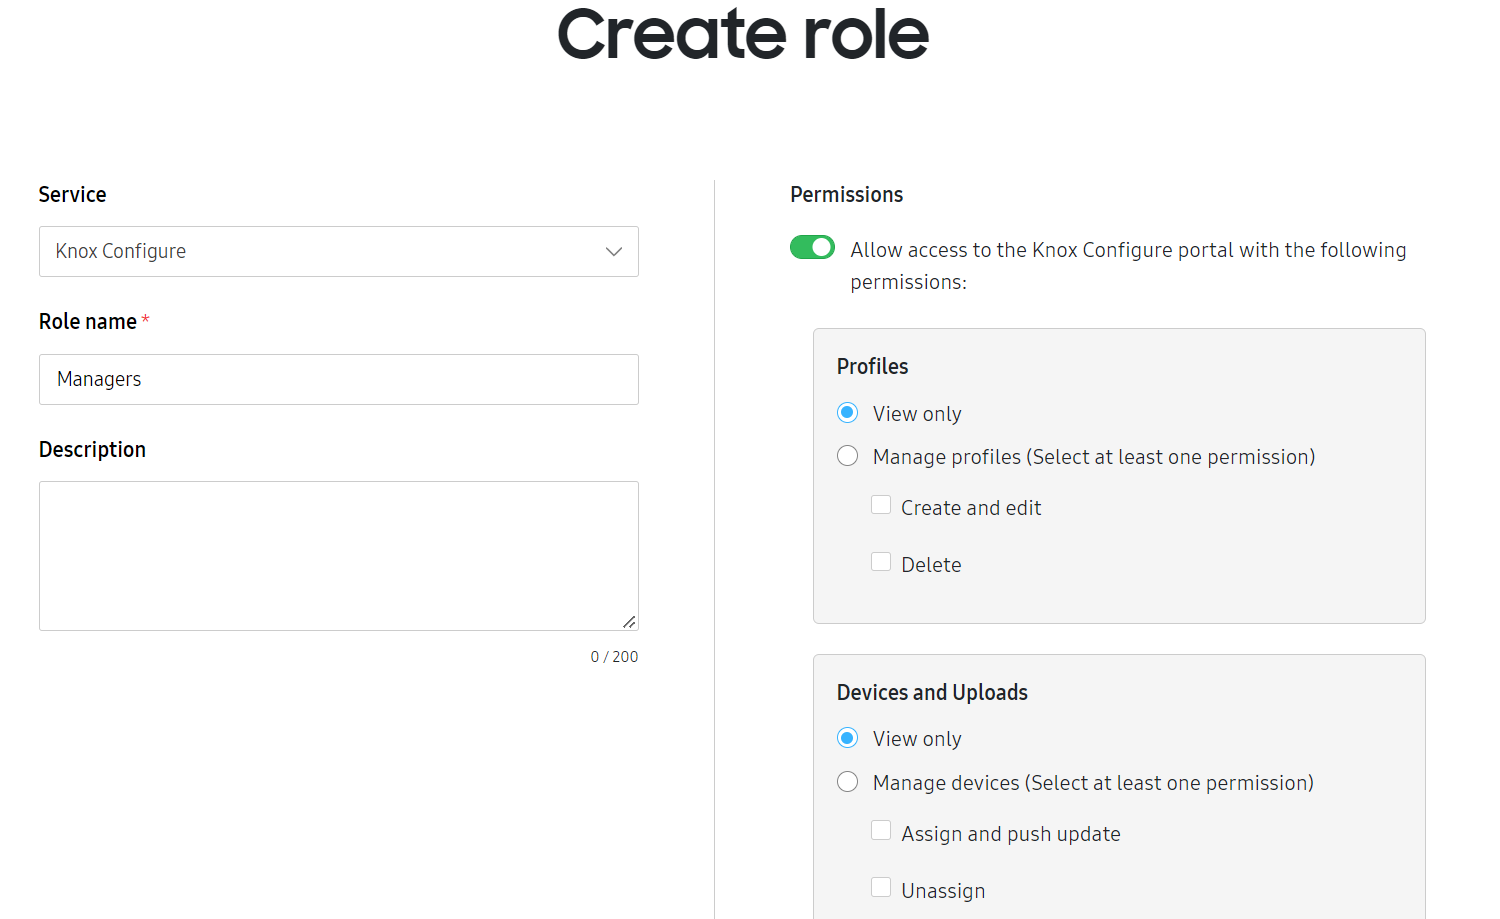 Create role
Service
Knox Configure
Role name *
Managers
Description
0 / 200
Permissions
Allow access to the Knox Configure portal with the following
permissions:
Profiles
View only
Manage profiles (Select at least one permission)
Create and edit
Delete
Devices and Uploads
View only
Manage devices (Select at least one permission)
Assign and push update
Unassign